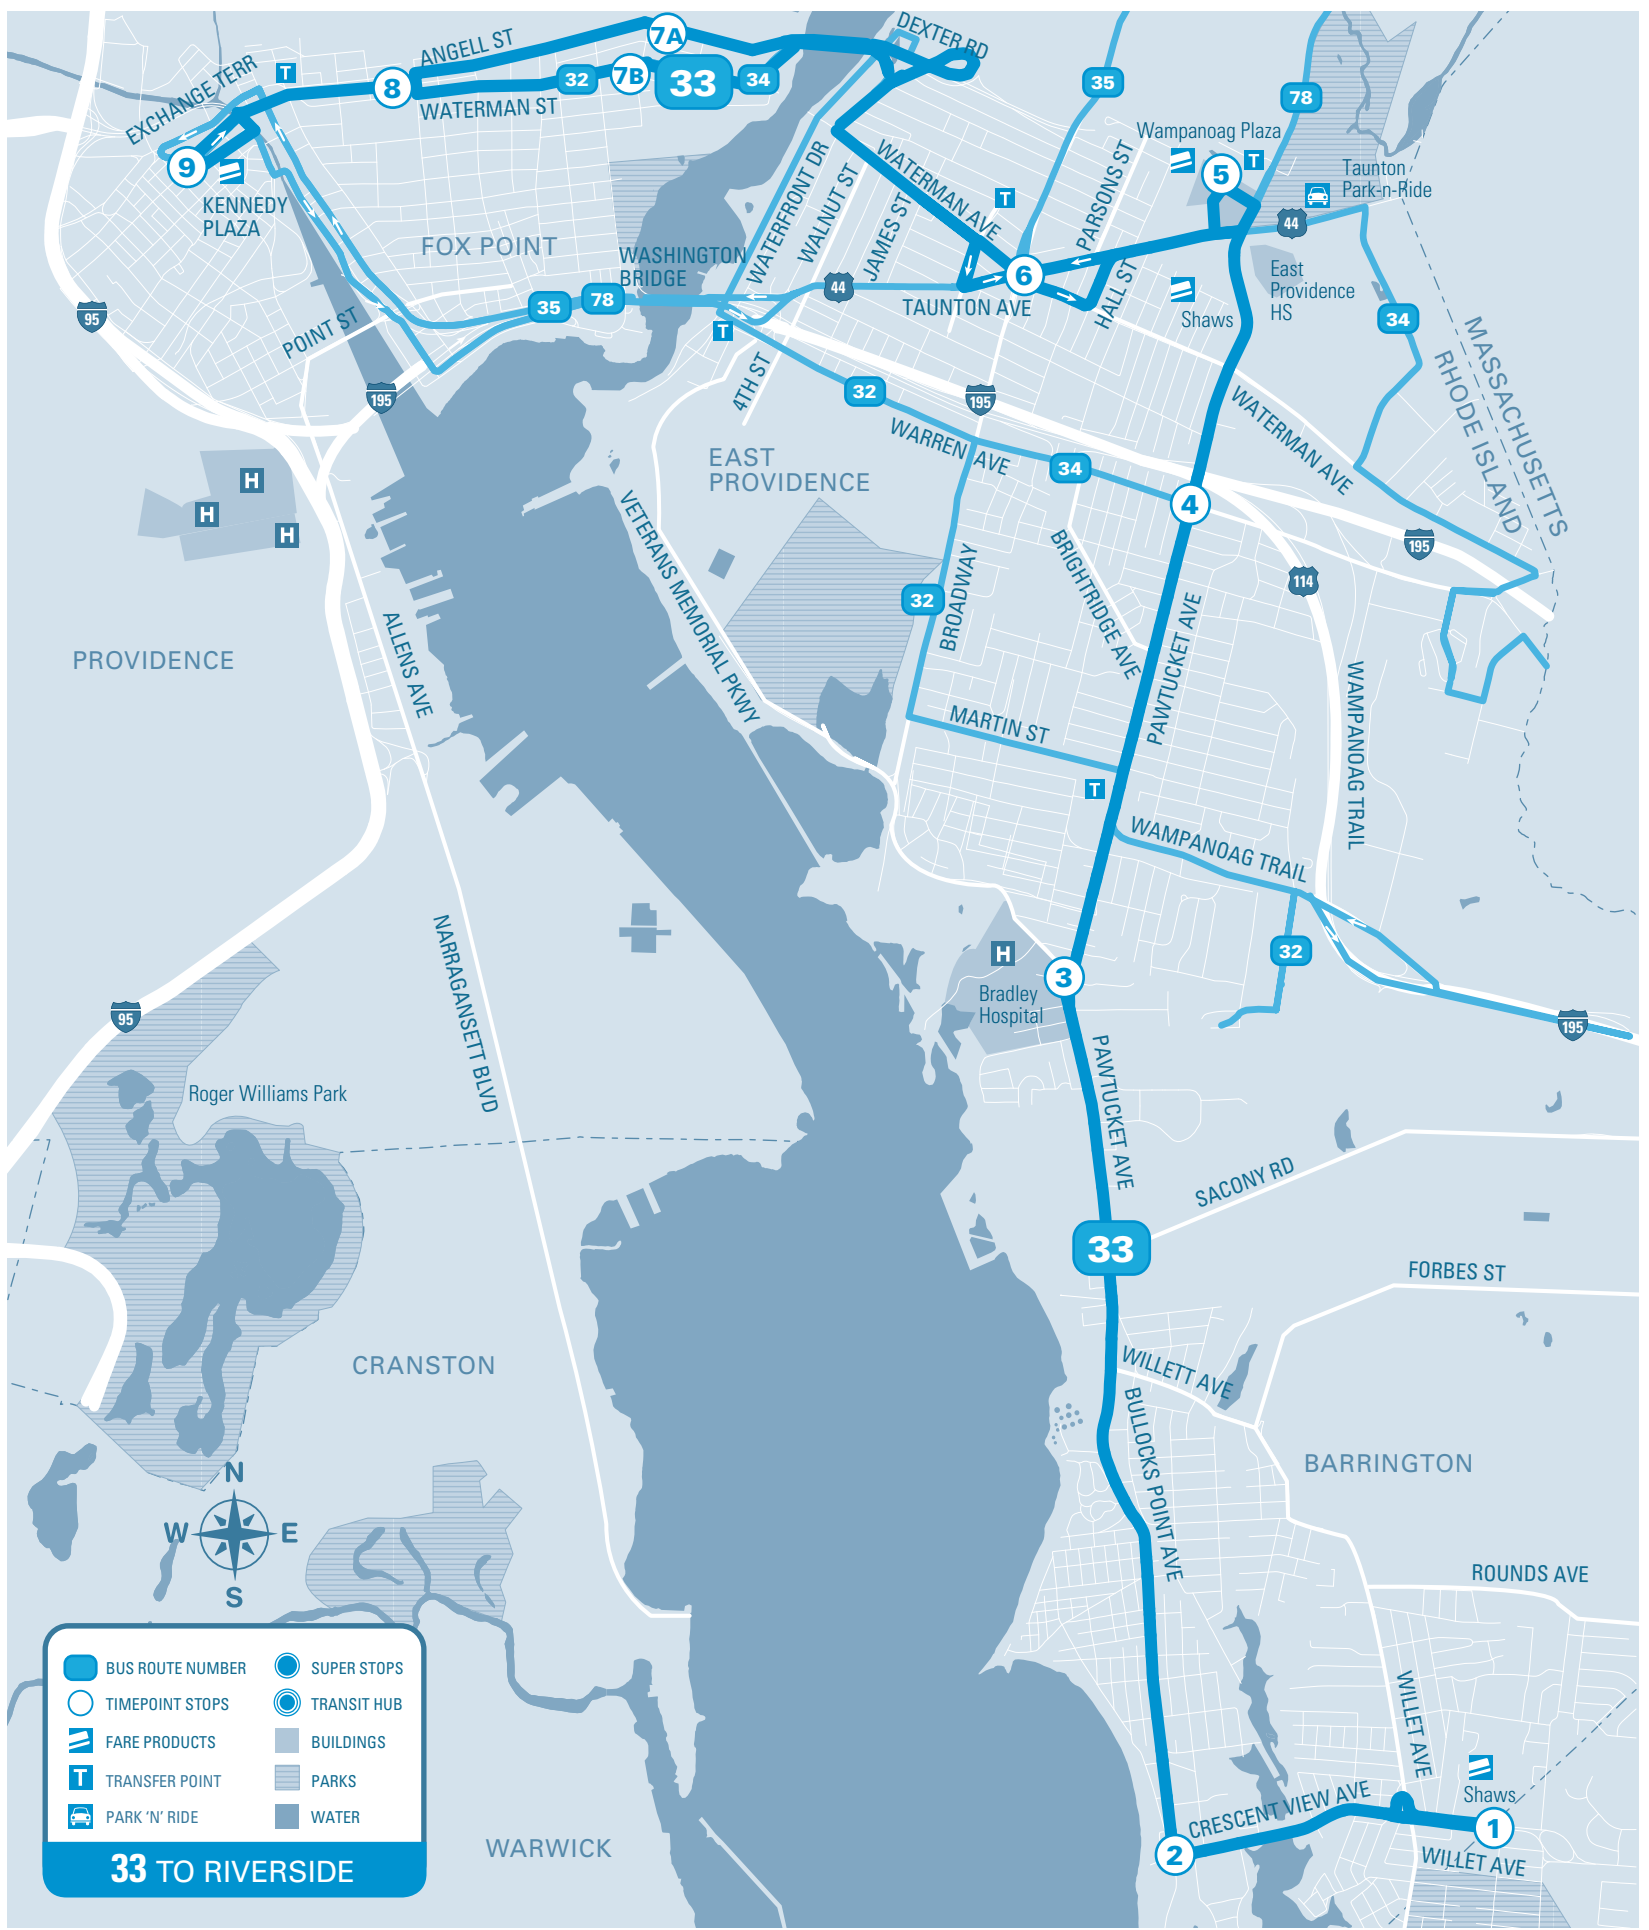 DEXTER RD
7A
ANGELL ST
EXCHANGE TERR
T
8
32
7B
33
34
35
78
WATERMAN ST
Wampanoag Plaza
T
5
Taunton
Park-n-Ride
9
KENNEDY
PLAZA
WATERFRONT DR
WALNUT ST
JAMES ST
WATERMAN AVE
T
PARSONS ST
44
FOX POINT
WASHINGTON
BRIDGE
6
HALL ST
East
Providence
HS
44
TAUNTON AVE
Shaws
35
78
95
POINT ST
T
34
MASSACHUSETTS
RHODE ISLAND
195
4TH ST
32
195
WATERMAN AVE
WARREN AVE
EAST
PROVIDENCE
34
4
H
H
H
VETERANS MEMORIAL PKWY
195
BRIGHTRIDGE AVE
114
32
BROADWAY
PAWTUCKET AVE
ALLENS AVE
PROVIDENCE
WAMPANOAG TRAIL
MARTIN ST
T
WAMPANOAG TRAIL
NARRAGANSETT BLVD
32
H
3
Bradley
Hospital
95
195
PAWTUCKET AVE
Roger Williams Park
SACONY RD
33
FORBES ST
WILLETT AVE
CRANSTON
BULLOCKS POINT AVE
BARRINGTON
N
W
E
S
ROUNDS AVE
WILLET AVE
BUS ROUTE NUMBER
SUPER STOPS
TIMEPOINT STOPS
TRANSIT HUB
FARE PRODUCTS
BUILDINGS
T
TRANSFER POINT
PARKS
PARK 'N' RIDE
WATER
33 TO RIVERSIDE
WARWICK
Shaws
CRESCENT VIEW AVE
1
2
WILLET AVE